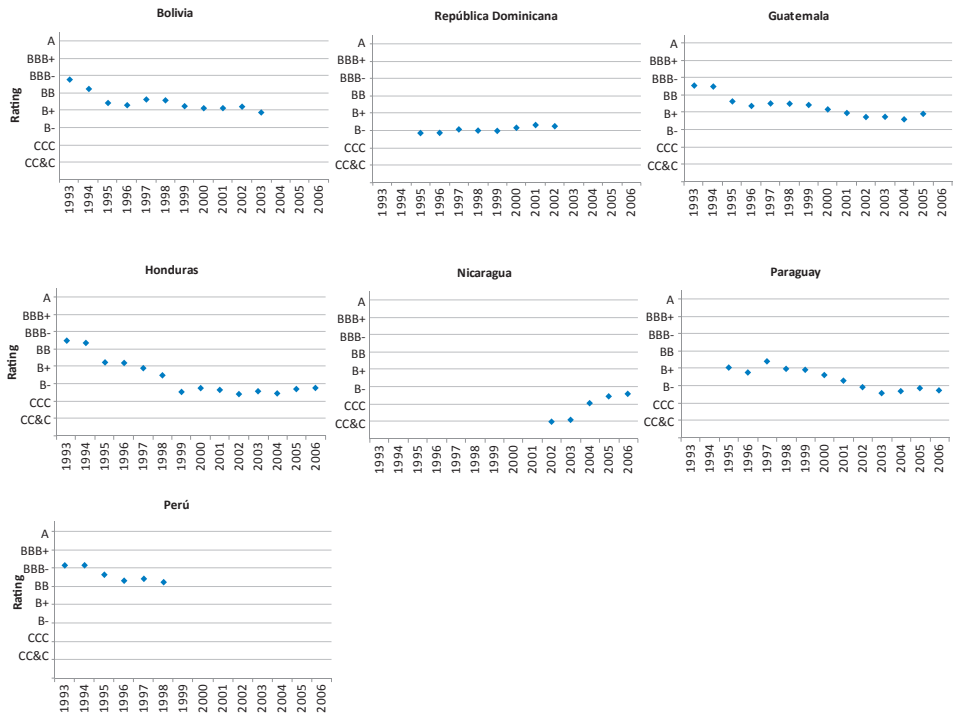 Bolivia
Rating
A
BBB+
BBB-
BB
B+
B-
CCC
CC&C
1993 1994 1995 1996 1997 1998 1999 2000 2001 2002 2003 2004 2005 2006
República Dominicana
A
BBB+
BBB-
BB
B+
B-
CCC
CC&C
1993 1994 1995 1996 1997 1998 1999 2000 2001 2002 2003 2004 2005 2006
Guatemala
A
BBB+
BBB-
BB
B+
B-
CCC
CC&C
1993 1994 1995 1996 1997 1998 1999 2000 2001 2002 2003 2004 2005 2006
Honduras
Rating
A
BBB+
BBB-
BB
B+
B-
CCC
CC&C
1993 1994 1995 1996 1997 1998 1999 2000 2001 2002 2003 2004 2005 2006
Nicaragua
A
BBB+
BBB-
BB
B+
B-
CCC
CC&C
1993 1994 1995 1996 1997 1998 1999 2000 2001 2002 2003 2004 2005 2006
Paraguay
A
BBB+
BBB-
BB
B+
B-
CCC
CC&C
1993 1994 1995 1996 1997 1998 1999 2000 2001 2002 2003 2004 2005 2006
Perú
Rating
A
BBB+
BBB-
BB
B+
B-
CCC
CC&C
1993 1994 1995 1996 1997 1998 1999 2000 2001 2002 2003 2004 2005 2006